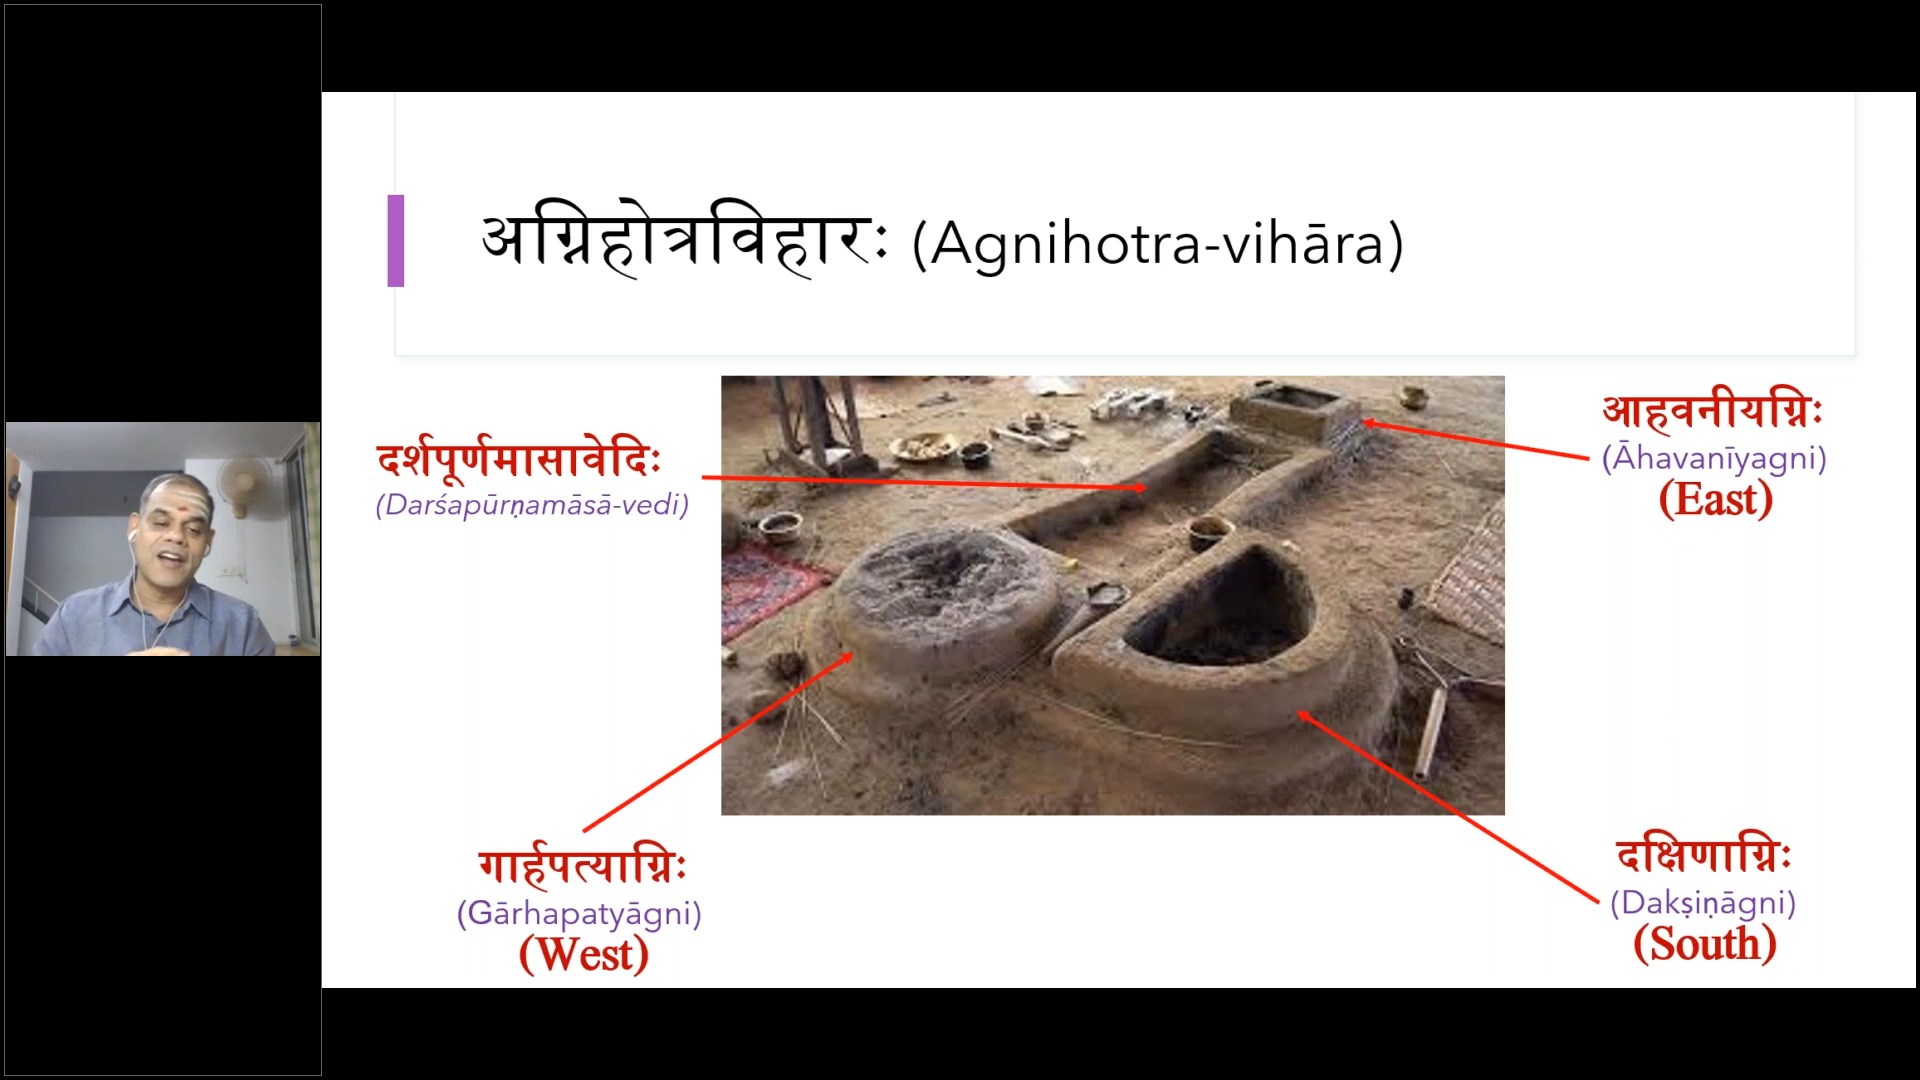 अग्निहोत्रविहारः (Agnihotra-vihāra)
दर्शपूर्णमासावेदिः
(Darśapūrṇamāsā-vedi)
आहवनीयग्निः
(Āhavanīyagni)
(East)
गार्हपत्याग्निः
(Gārhapatyāgni)
(West)
दक्षिणाग्निः
(Dakṣiṇāgni)
(South)